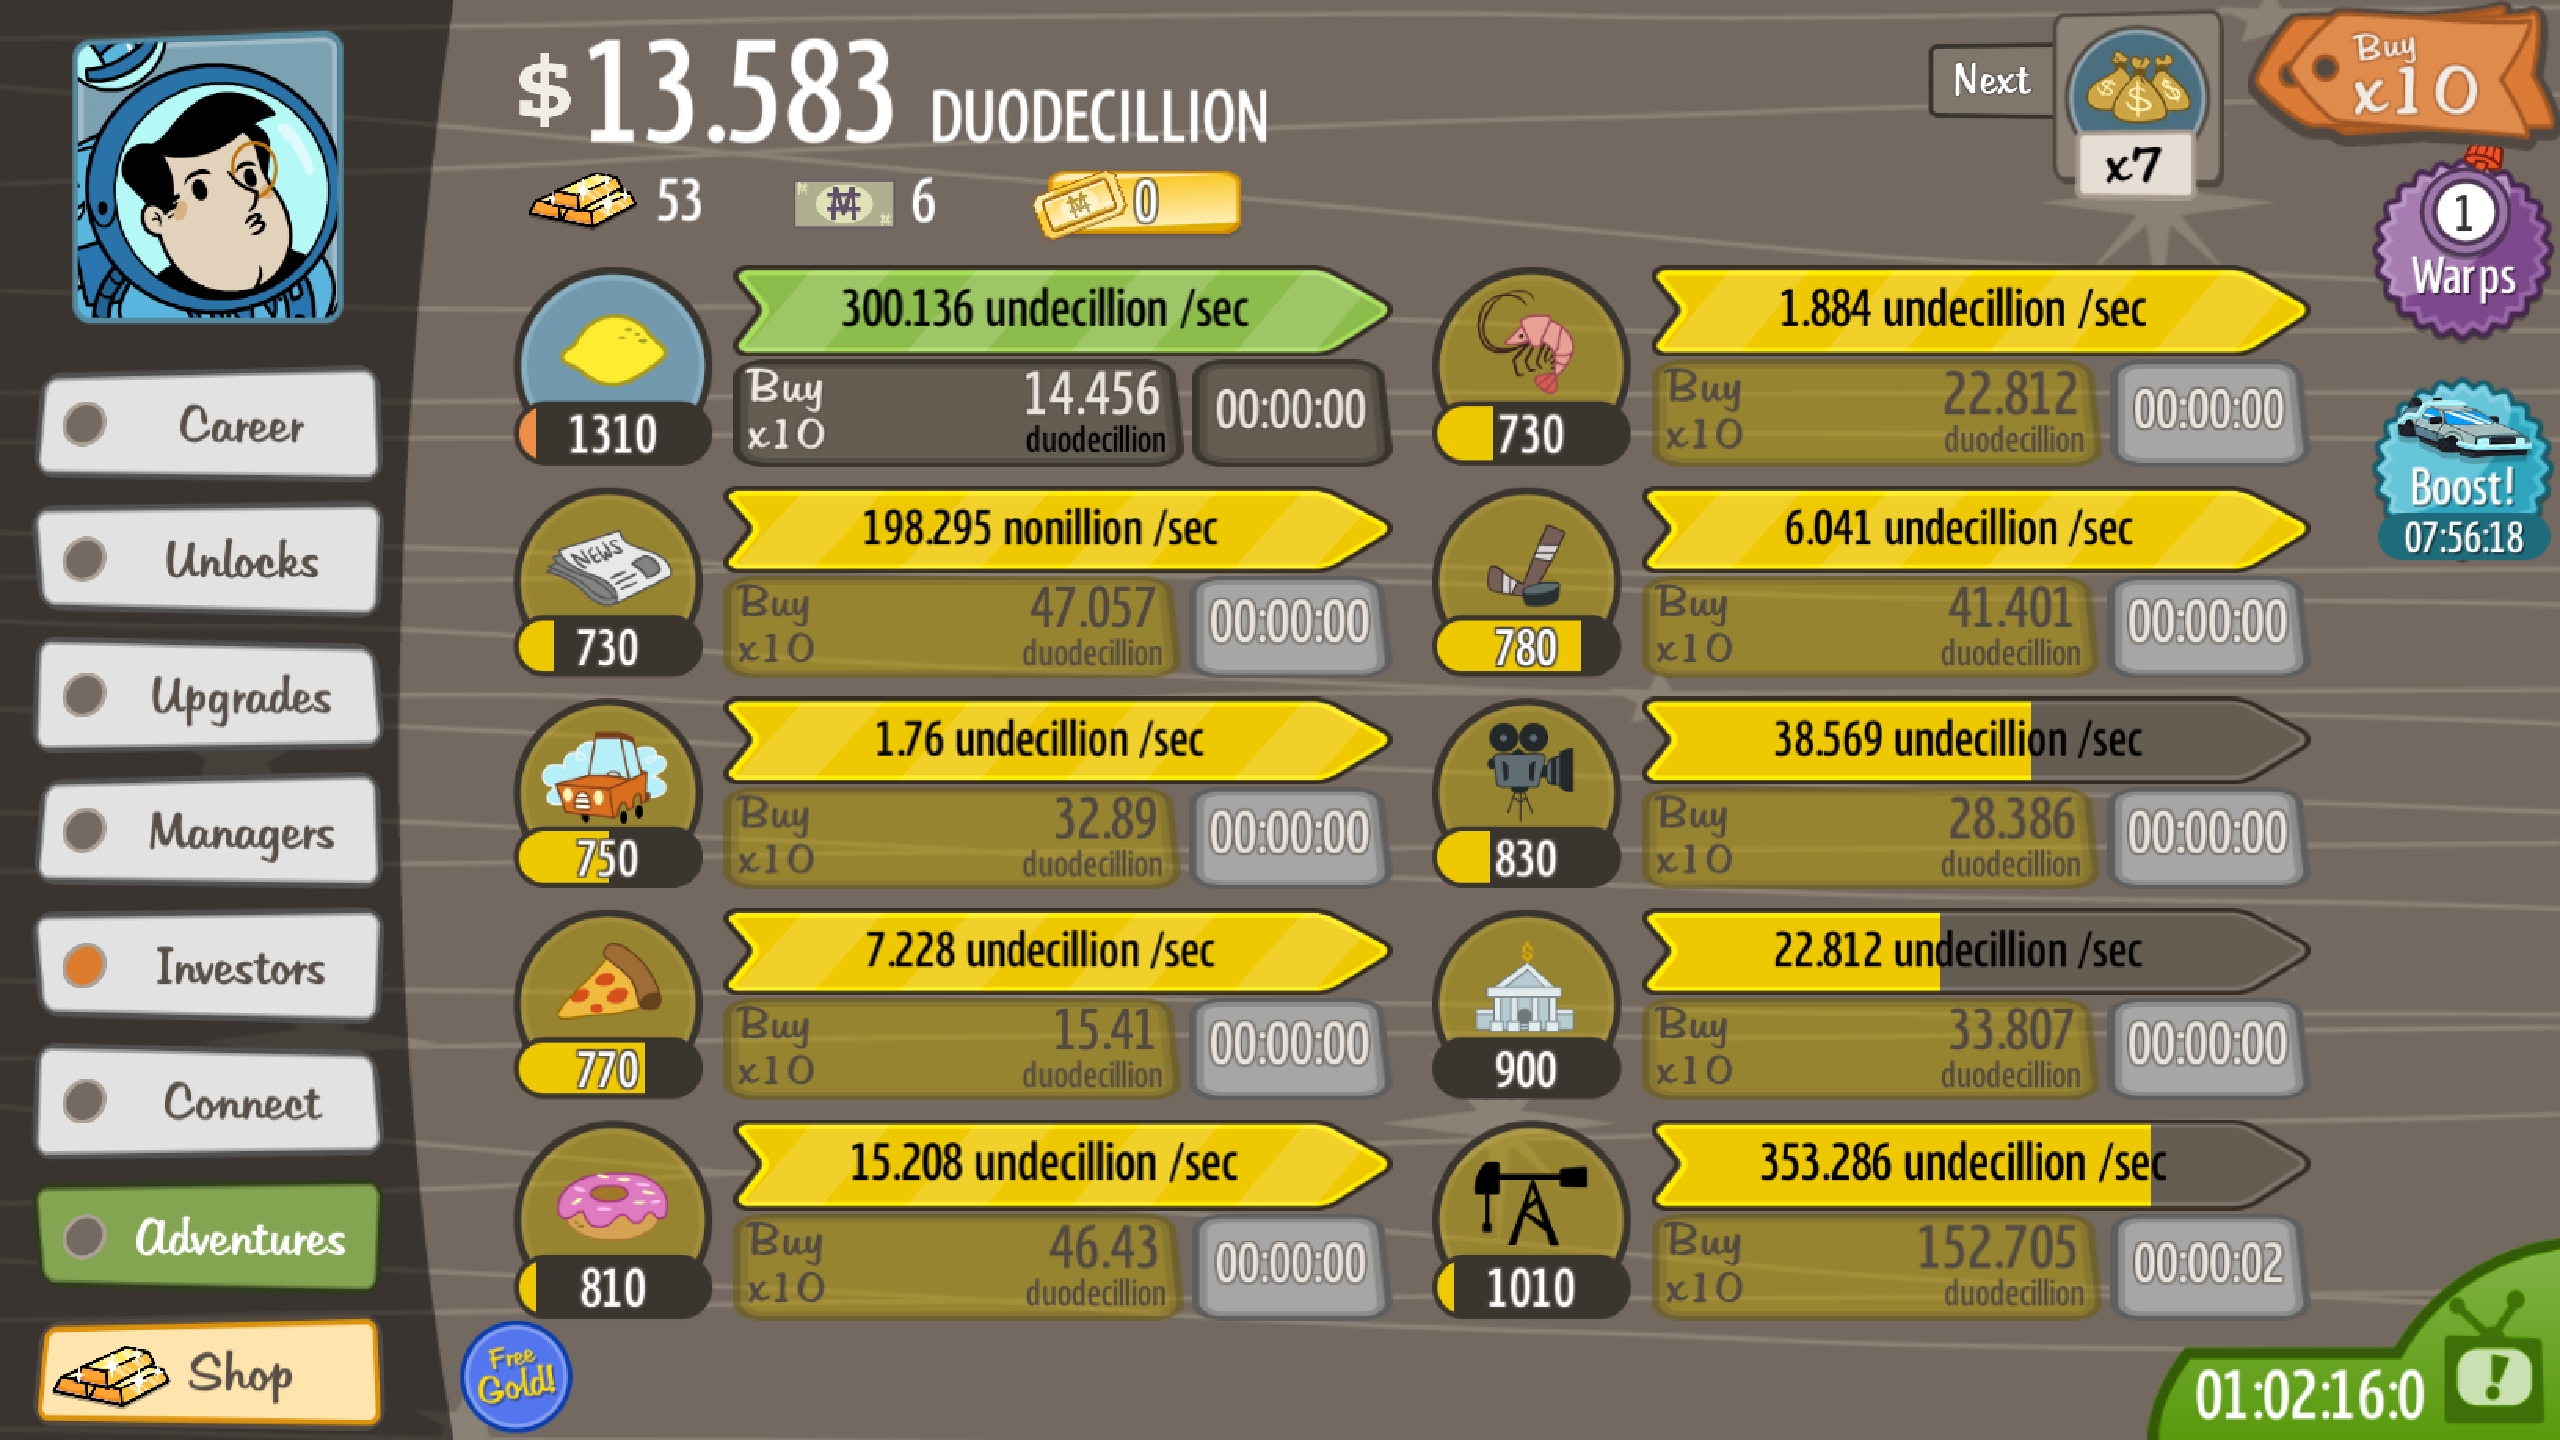 $13.583 DUODECILLION
53
6
0
Next
x7
Buy
x10
1
Warps
Boost!
07:56:18
Career
Unlocks
Upgrades
Managers
Investors
Connect
Adventures
Shop
300.136 undecillion /sec
1310
Buy
x10
14.456
duodecillion
00:00:00
NEWS
198.295 nonillion /sec
730
Buy
x10
47.057
duodecillion
00:00:00
1.76 undecillion /sec
750
Buy
x10
32.89
duodecillion
00:00:00
7.228 undecillion /sec
770
Buy
x10
15.41
duodecillion
00:00:00
15.208 undecillion /sec
810
Buy
x10
46.43
duodecillion
00:00:00
1.884 undecillion /sec
730
Buy
x10
22.812
duodecillion
00:00:00
6.041 undecillion /sec
780
Buy
x10
41.401
duodecillion
00:00:00
38.569 undecillion /sec
830
Buy
x10
28.386
duodecillion
00:00:00
22.812 undecillion /sec
900
Buy
x10
33.807
duodecillion
00:00:00
353.286 undecillion /sec
1010
Buy
x10
152.705
duodecillion
00:00:02
Free
Gold!
01:02:16:0
!